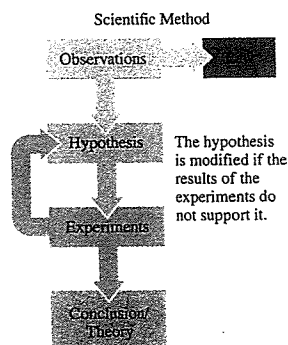 Scientific Method
Observations
Hypothesis
The hypothesis
is modified if the
results of the
experiments do
not support it.
Experiments
Conclusion/
Theory